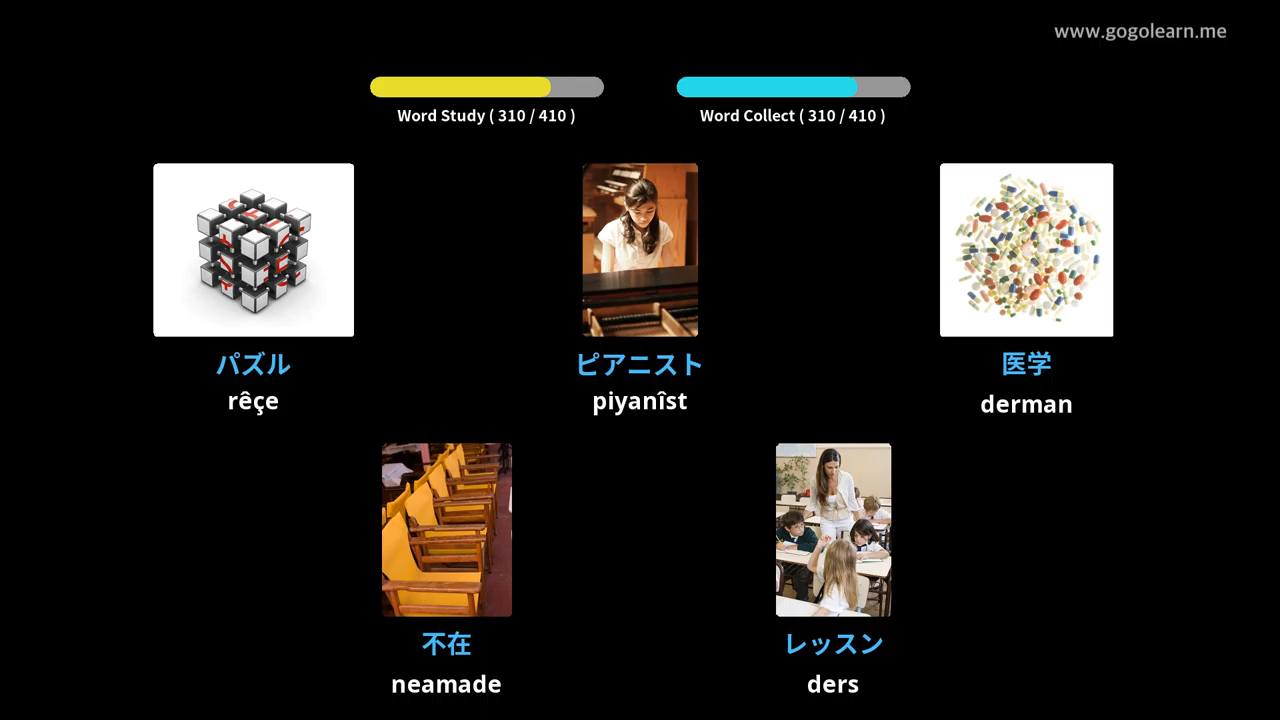 www.gogolearn.me
Word Study ( 310 / 410 )
Word Collect ( 310 / 410 )
パズル
rêçe
ピアニスト
piyanîst
医学
derman
不在
neamade
レッスン
ders